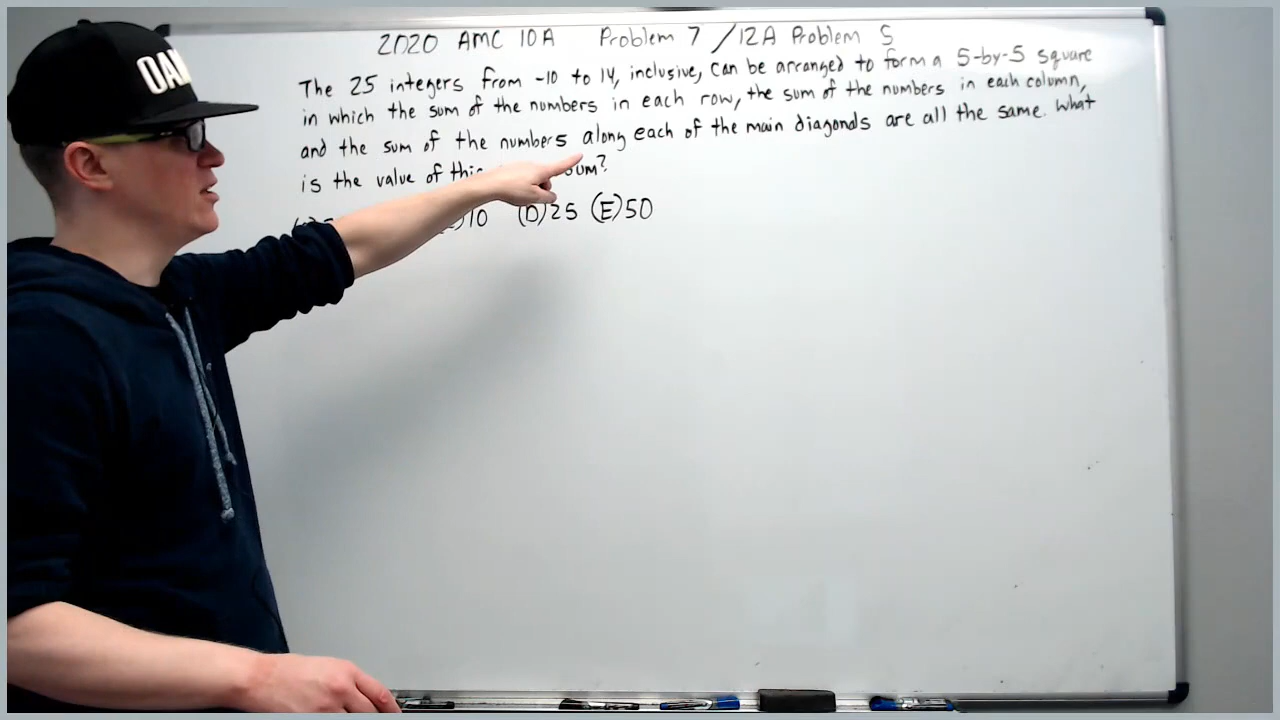 2020 AMC 10A Problem 7 / 12A Problem 5
The 25 integers from -10 to 14, inclusive, can be arranged to form a 5-by-5 square
in which the sum of the numbers in each row, the sum of the numbers in each column,
and the sum of the numbers along each of the main diagonals are all the same. What
is the value of this sum?
10 (D) 25 (E) 50